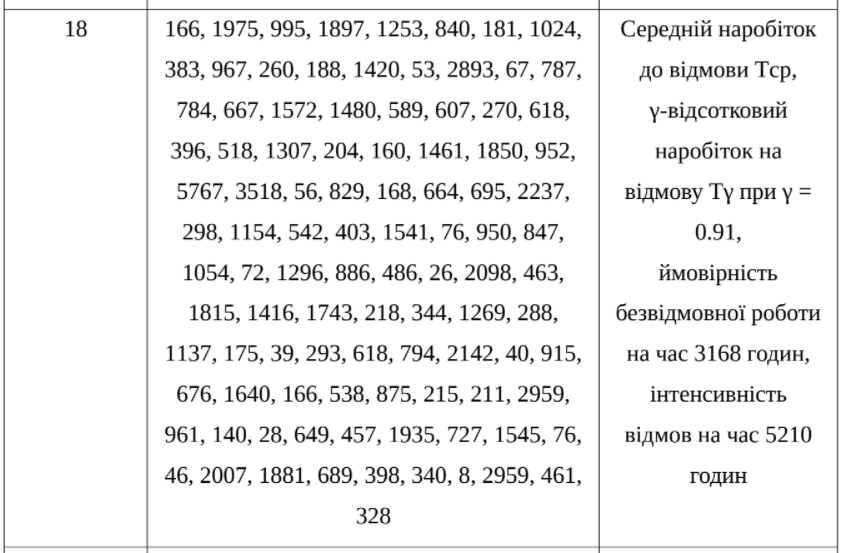 18
166, 1975, 995, 1897, 1253, 840, 181, 1024,
383, 967, 260, 188, 1420, 53, 2893, 67, 787,
784, 667, 1572, 1480, 589, 607, 270, 618,
396, 518, 1307, 204, 160, 1461, 1850, 952,
5767, 3518, 56, 829, 168, 664, 695, 2237,
298, 1154, 542, 403, 1541, 76, 950, 847,
1054, 72, 1296, 886, 486, 26, 2098, 463,
1815, 1416, 1743, 218, 344, 1269, 288,
1137, 175, 39, 293, 618, 794, 2142, 40, 915,
676, 1640, 166, 538, 875, 215, 211, 2959,
961, 140, 28, 649, 457, 1935, 727, 1545, 76,
46, 2007, 1881, 689, 398, 340, 8, 2959, 461,
328
Середній наробіток
до відмови Тср,
γ-відсотковий
наробіток на
відмову Тγ при γ =
0.91,
ймовірність
безвідмовної роботи
на час 3168 годин,
інтенсивність
відмов на час 5210
годин